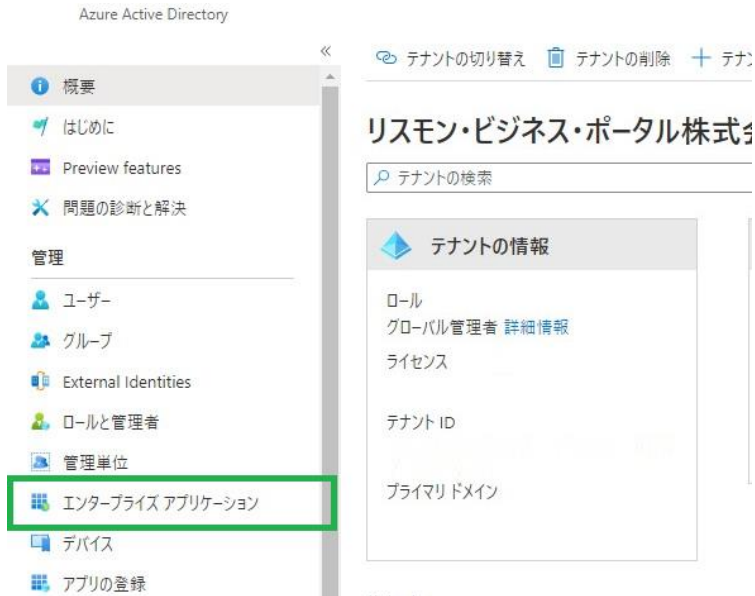 Azure Active Directory
«
概要
はじめに
Preview features
問題の診断と解決
管理
ユーザー
グループ
External Identities
ロールと管理者
管理単位
エンタープライズ アプリケーション
デバイス
アプリの登録
テナントの切り替え テナントの削除 + テナン
リスモン・ビジネス・ポータル株式会
テナントの検索
テナントの情報
ロール
グローバル管理者 詳細情報
ライセンス
テナント ID
プライマリ ドメイン